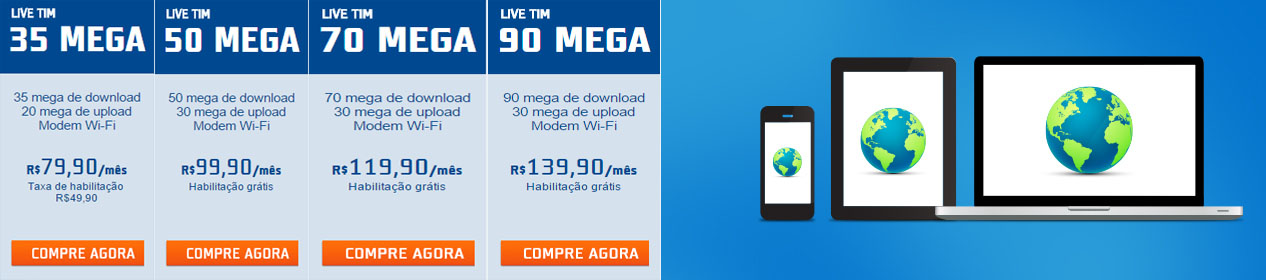 LIVE TIM
35 MEGA
35 mega de download
20 mega de upload
Modem Wi-Fi
R$79,90/mês
Taxa de habilitação
R$49,90
COMPRE AGORA
LIVE TIM
50 MEGA
50 mega de download
30 mega de upload
Modem Wi-Fi
R$99,90/mês
Habilitação grátis
COMPRE AGORA
LIVE TIM
70 MEGA
70 mega de download
30 mega de upload
Modem Wi-Fi
R$119,90/mês
Habilitação grátis
COMPRE AGORA
LIVE TIM
90 MEGA
90 mega de download
30 mega de upload
Modem Wi-Fi
R$139,90/mês
Habilitação grátis
COMPRE AGORA